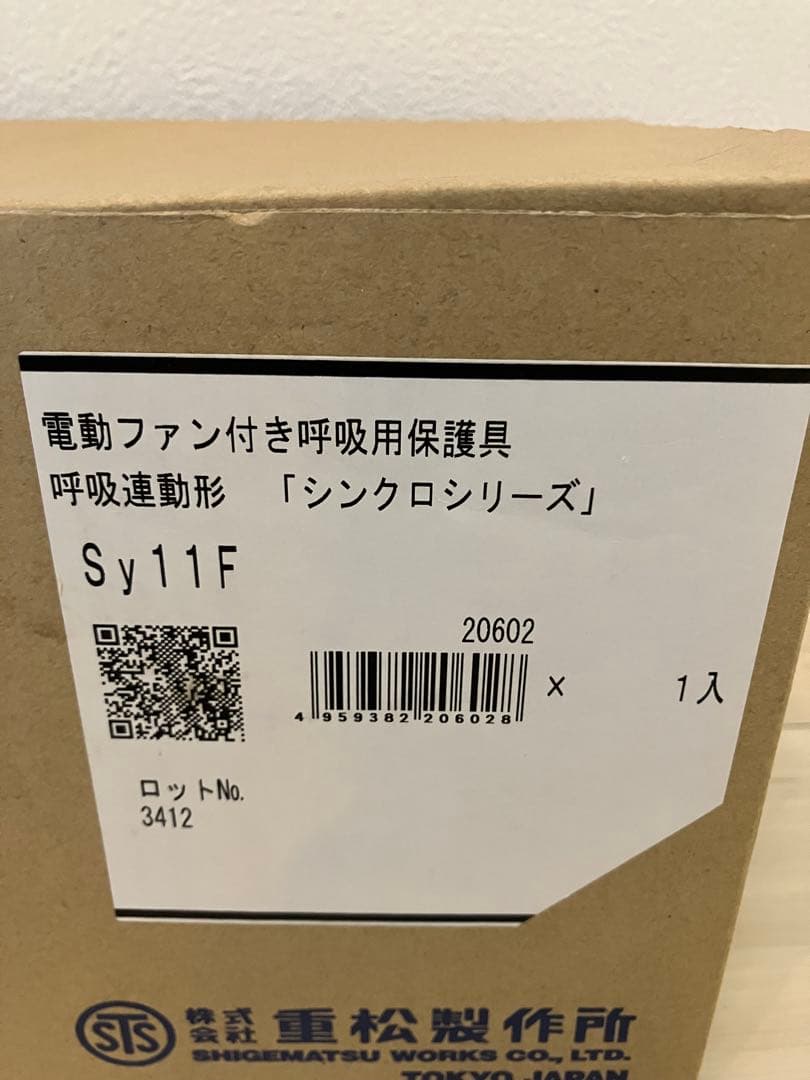 電動ファン付き呼吸用保護具
呼吸連動形 「シンクロシリーズ」
Sy11F
20602
4 959382 206028 × 1入
ロットNo.
3412
STS 株式会社 重松製作所
SHIGEMATSU WORKS CO., LTD.
TOKYO JAPAN